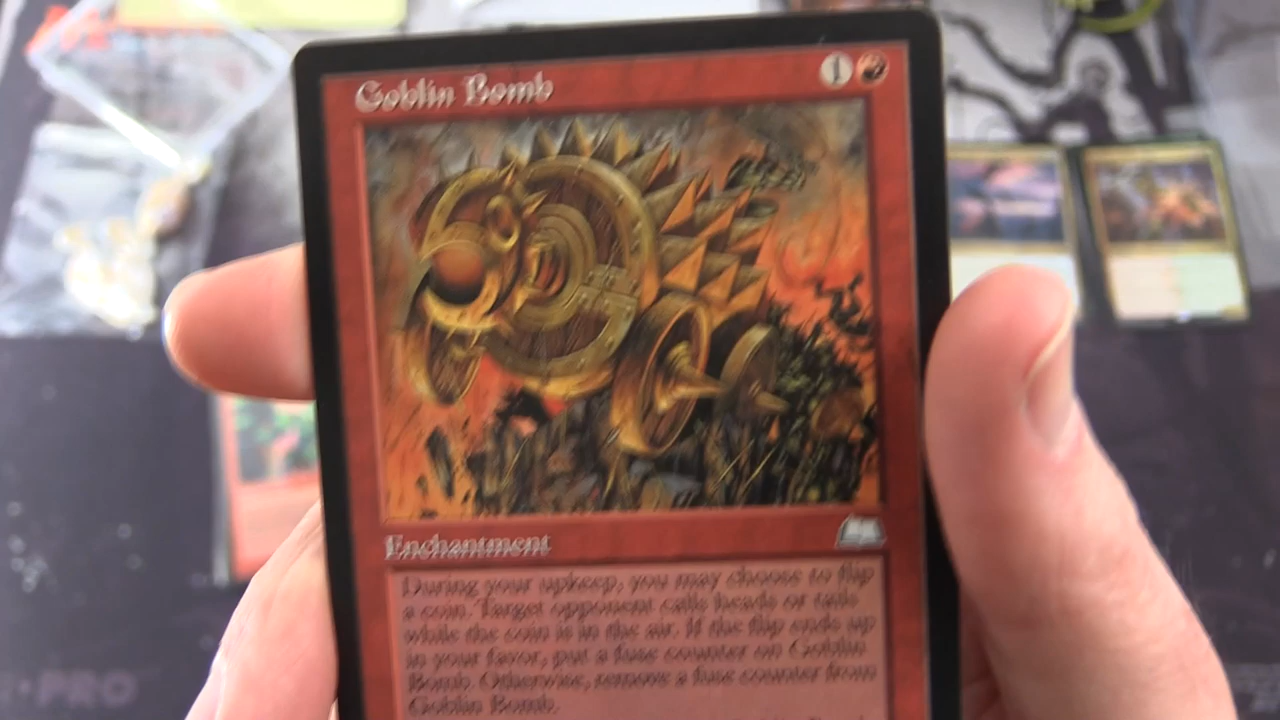 Goblin Bomb 1
Enchantment
During your upkeep, you may choose to flip
a coin. Target opponent calls heads or tails
while the coin is in the air. If the flip ends up
in your favor, put a fuse counter on Goblin
Bomb. Otherwise, remove a fuse counter from
Goblin Bomb.
PRO